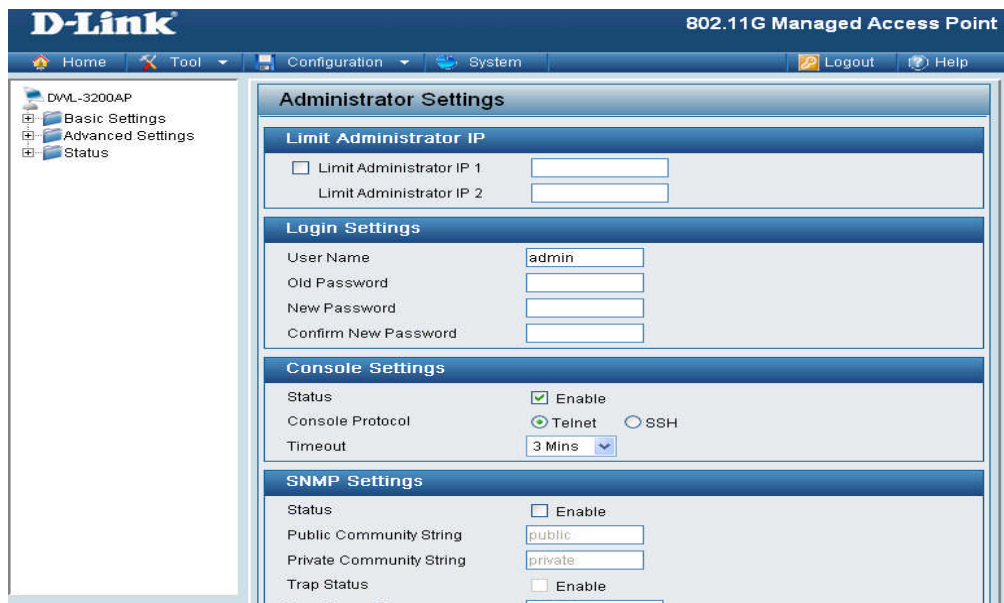 D-Link
802.11G Managed Access Point
Home Tool Configuration System Logout Help
DWL-3200AP
Basic Settings
Advanced Settings
Status
Administrator Settings
Limit Administrator IP
Limit Administrator IP 1
Limit Administrator IP 2
Login Settings
User Name admin
Old Password
New Password
Confirm New Password
Console Settings
Status Enable
Console Protocol Telnet SSH
Timeout 3 Mins
SNMP Settings
Status Enable
Public Community String public
Private Community String private
Trap Status Enable